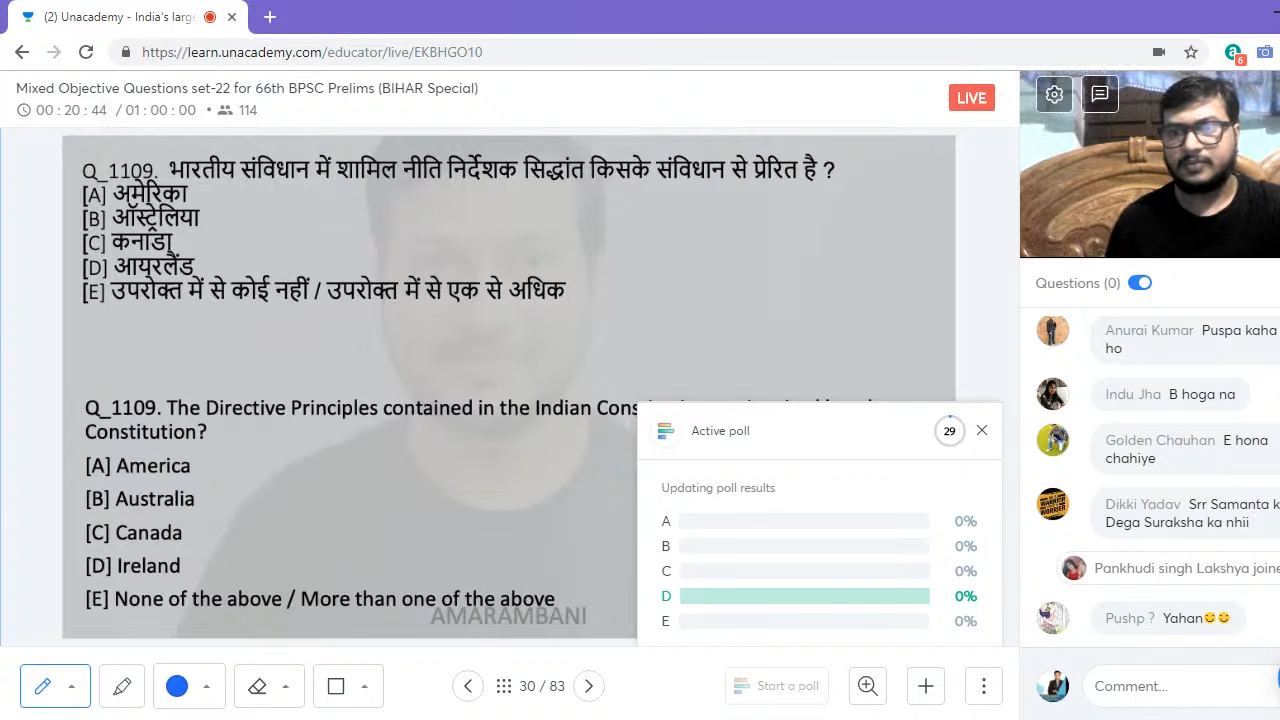 (2) Unacademy - India's larg
https://learn.unacademy.com/educator/live/EKBHGO10
6
Mixed Objective Questions set-22 for 66th BPSC Prelims (BIHAR Special)
00 : 20 : 44 / 01 : 00 : 00 • 114
LIVE
Q_1109. भारतीय संविधान में शामिल नीति निर्देशक सिद्धांत किसके संविधान से प्रेरित है ?
[A] अमेरिका
[B] ऑस्ट्रेलिया
[C] कनाडा
[D] आयरलैंड
[E] उपरोक्त में से कोई नहीं / उपरोक्त में से एक से अधिक
Q_1109. The Directive Principles contained in the Indian
Constitution?
[A] America
[B] Australia
[C] Canada
[D] Ireland
[E] None of the above / More than one of the above
AMARAMBANI
Active poll
29
Updating poll results
A 0%
B 0%
C 0%
D 0%
E 0%
Questions (0)
Anurai Kumar Puspa kaha
ho
Indu Jha B hoga na
Golden Chauhan E hona
chahiye
Dikki Yadav Srr Samanta k
Dega Suraksha ka nhii
Pankhudi singh Lakshya joine
Pushp ? Yahan😊😊
30 / 83
Start a poll
Comment...